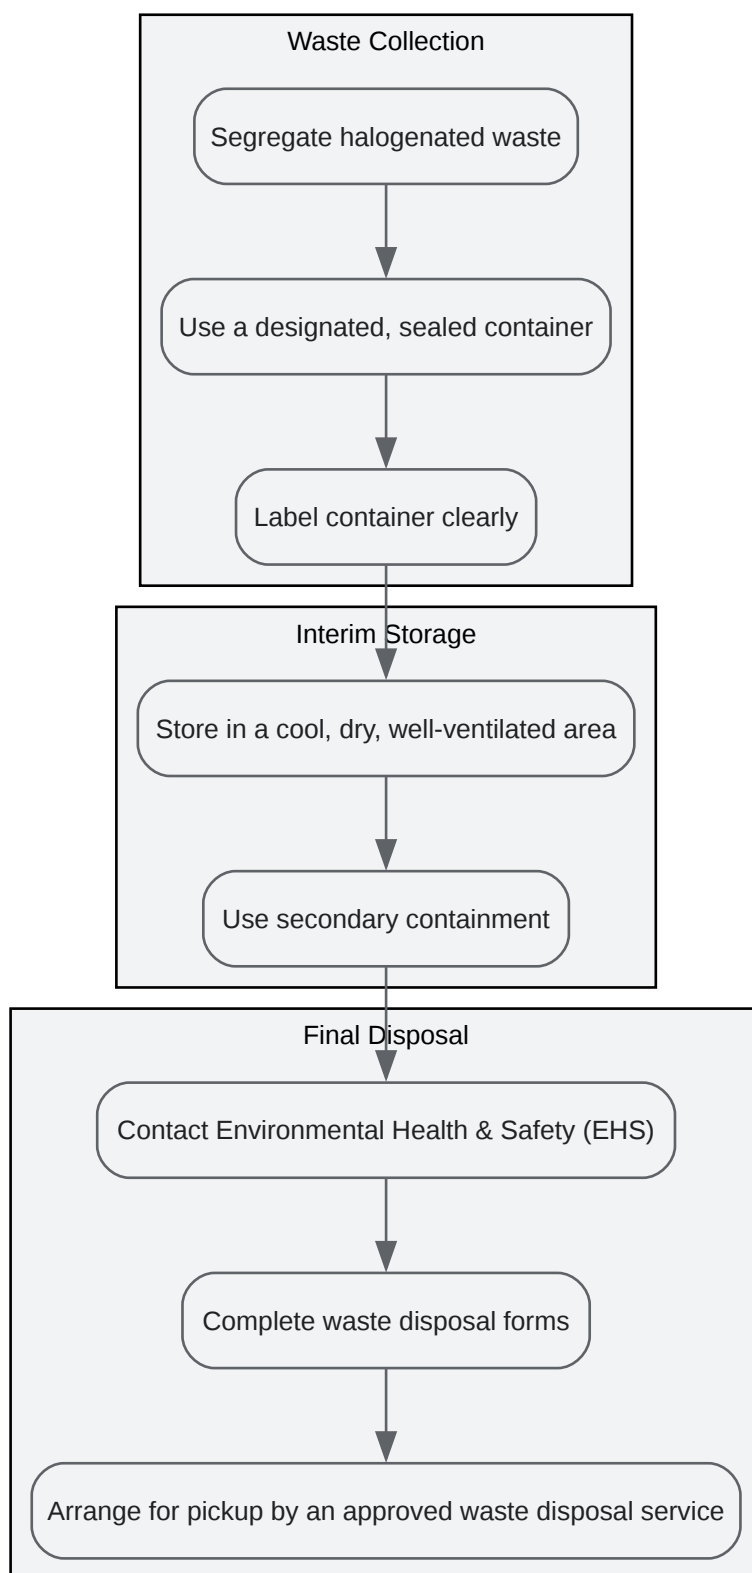 Waste Collection
Segregate halogenated waste
Use a designated, sealed container
Label container clearly
Interim Storage
Store in a cool, dry, well-ventilated area
Use secondary containment
Final Disposal
Contact Environmental Health & Safety (EHS)
Complete waste disposal forms
Arrange for pickup by an approved waste disposal service